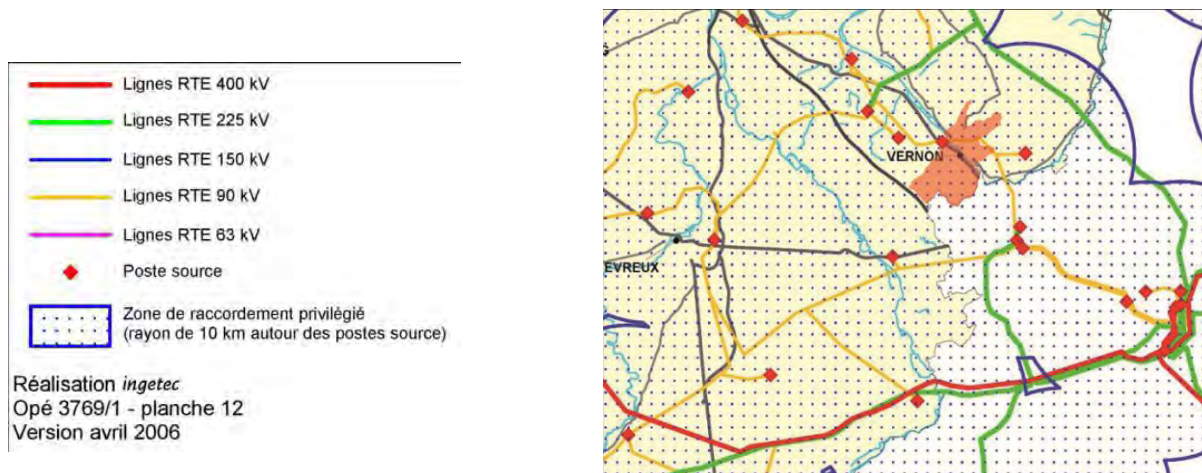 Lignes RTE 400 kV
Lignes RTE 225 kV
Lignes RTE 150 kV
Lignes RTE 90 kV
Lignes RTE 63 kV
Poste source
Zone de raccordement privilégié
(rayon de 10 km autour des postes source)
Réalisation ingetec
Opé 3769/1 - planche 12
Version avril 2006
VERNON
EVREUX